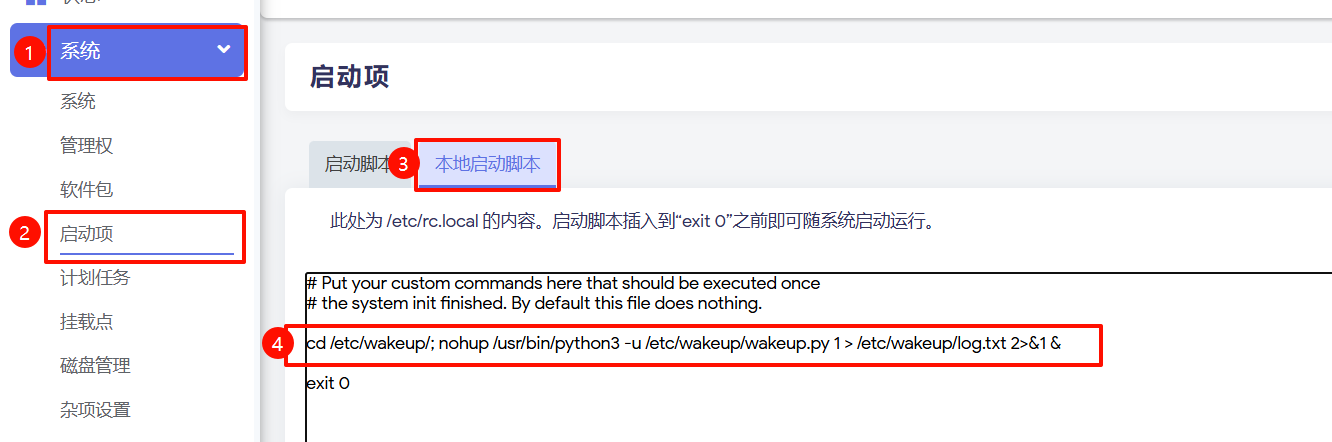 1
系统
系统
管理权
软件包
2
启动项
计划任务
挂载点
磁盘管理
杂项设置
启动项
启动脚本
3
本地启动脚本
此处为 /etc/rc.local 的内容。启动脚本插入到“exit 0”之前即可随系统启动运行。
# Put your custom commands here that should be executed once
# the system init finished. By default this file does nothing.
4
cd /etc/wakeup/; nohup /usr/bin/python3 -u /etc/wakeup/wakeup.py 1 > /etc/wakeup/log.txt 2>&1 &
exit 0